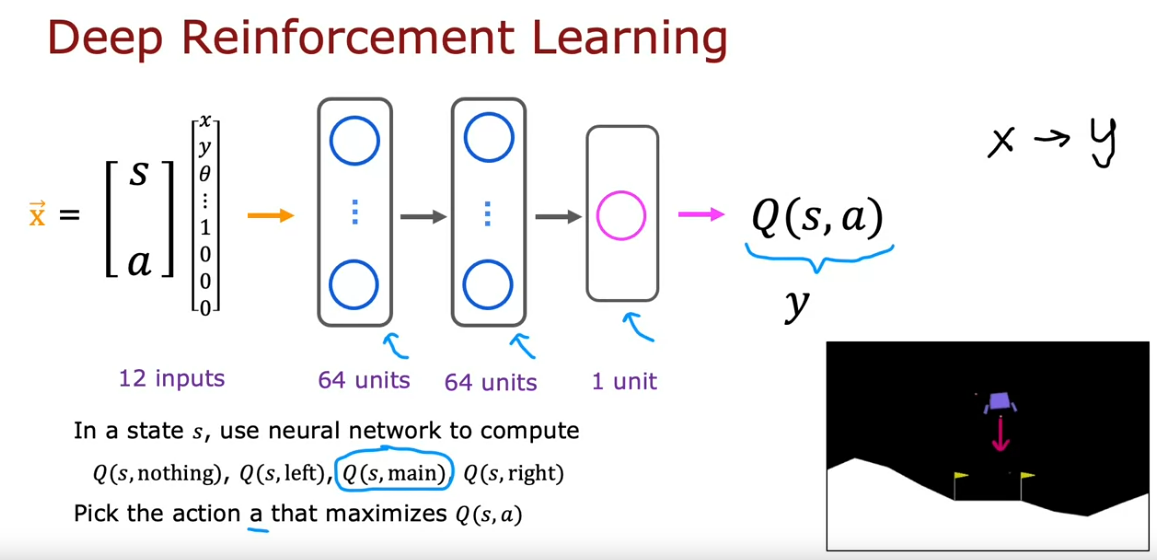 Deep Reinforcement Learning
x → y
x⃗ = [s a] [x y θ ⋮ 1 0 0 0]
Q(s, a)
y
12 inputs 64 units 64 units 1 unit
In a state s, use neural network to compute
Q(s, nothing), Q(s, left), Q(s, main), Q(s, right)
Pick the action a that maximizes Q(s, a)